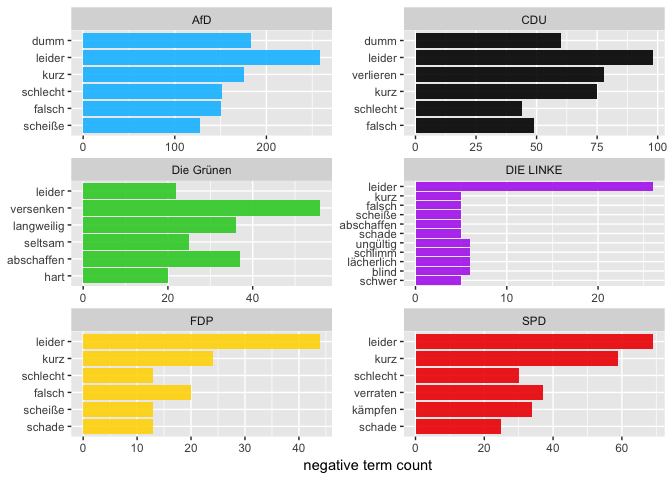 AfD
dumm
leider
kurz
schlecht
falsch
scheiße
0 100 200
CDU
dumm
leider
verlieren
kurz
schlecht
falsch
0 25 50 75 100
Die Grünen
leider
versenken
langweilig
seltsam
abschaffen
hart
0 20 40
DIE LINKE
leider
kurz
falsch
scheiße
abschaffen
schade
ungültig
schlimm
lächerlich
blind
schwer
0 10 20
FDP
leider
kurz
schlecht
falsch
scheiße
schade
0 10 20 30 40
SPD
leider
kurz
schlecht
verraten
kämpfen
schade
0 20 40 60
negative term count